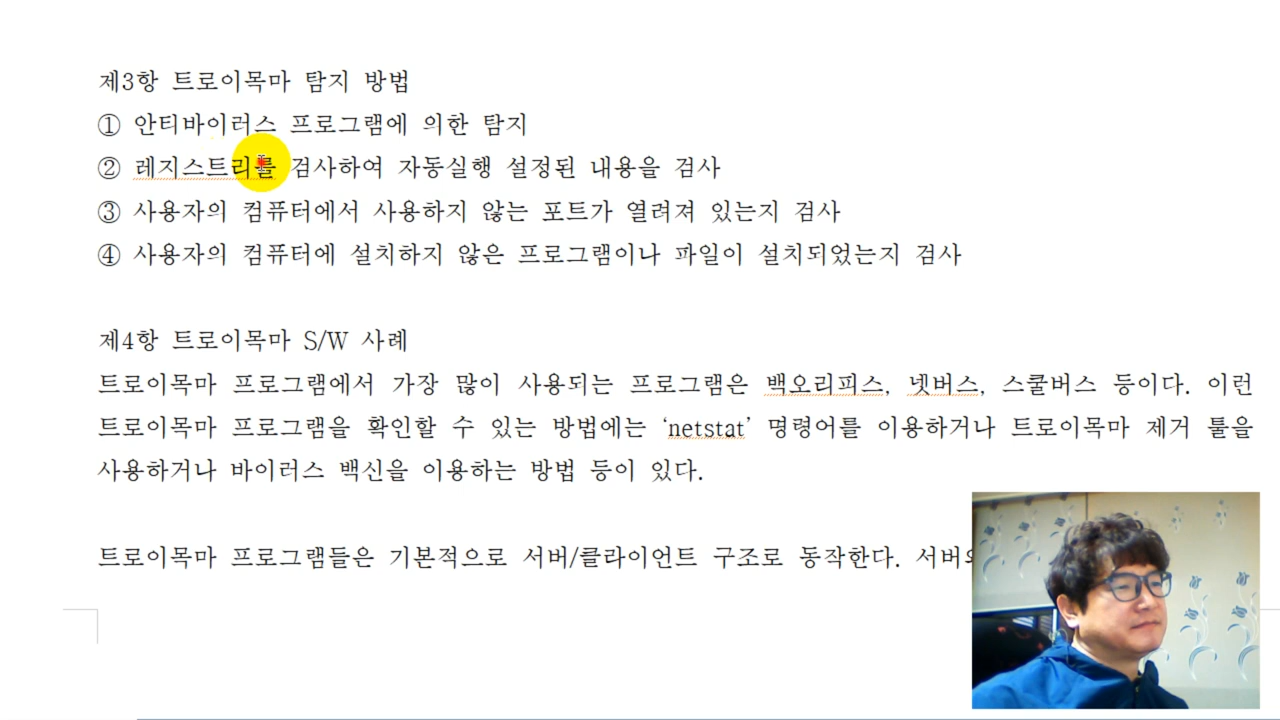 제3항 트로이목마 탐지 방법
① 안티바이러스 프로그램에 의한 탐지
② 레지스트리를 검사하여 자동실행 설정된 내용을 검사
③ 사용자의 컴퓨터에서 사용하지 않는 포트가 열려져 있는지 검사
④ 사용자의 컴퓨터에 설치하지 않은 프로그램이나 파일이 설치되었는지 검사
제4항 트로이목마 S/W 사례
트로이목마 프로그램에서 가장 많이 사용되는 프로그램은 백오리피스, 넷버스, 스쿨버스 등이다. 이런
트로이목마 프로그램을 확인할 수 있는 방법에는 ‘netstat’ 명령어를 이용하거나 트로이목마 제거 툴을
사용하거나 바이러스 백신을 이용하는 방법 등이 있다.
트로이목마 프로그램들은 기본적으로 서버/클라이언트 구조로 동작한다.